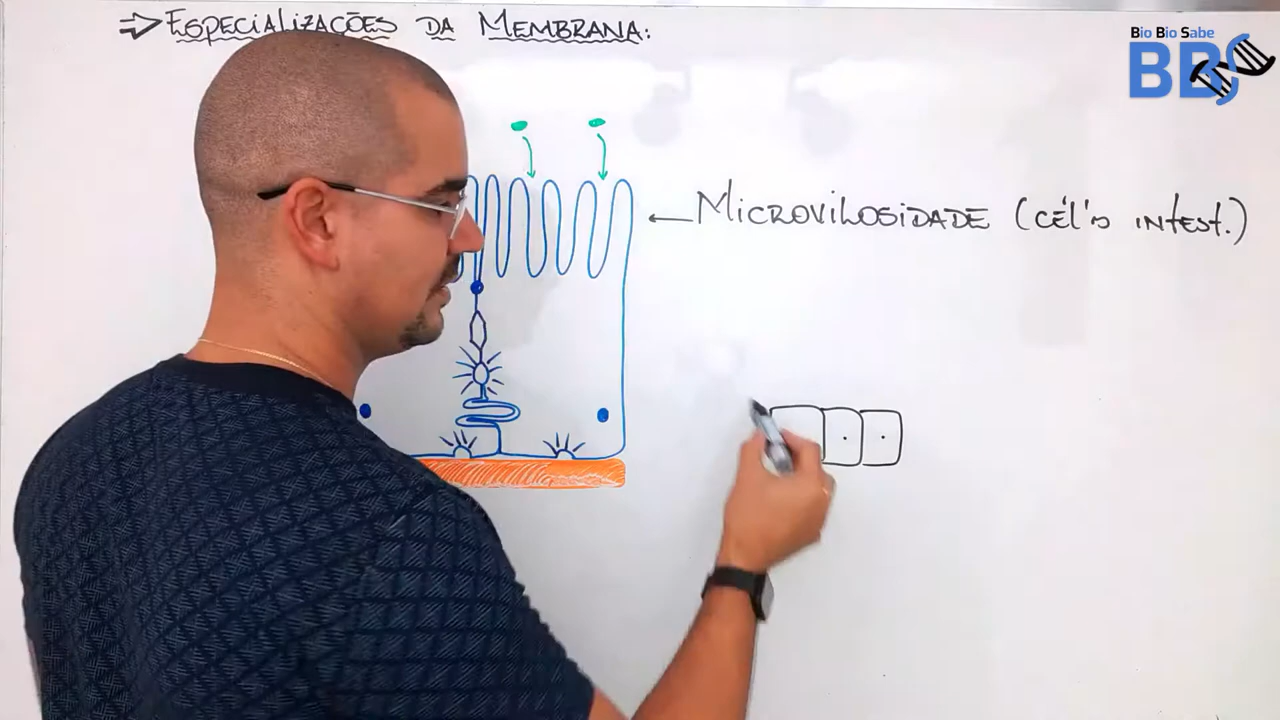 ⇒ Especializações da Membrana:
Bio Bio Sabe
BBS
← Microvilosidade (cél's intest.)